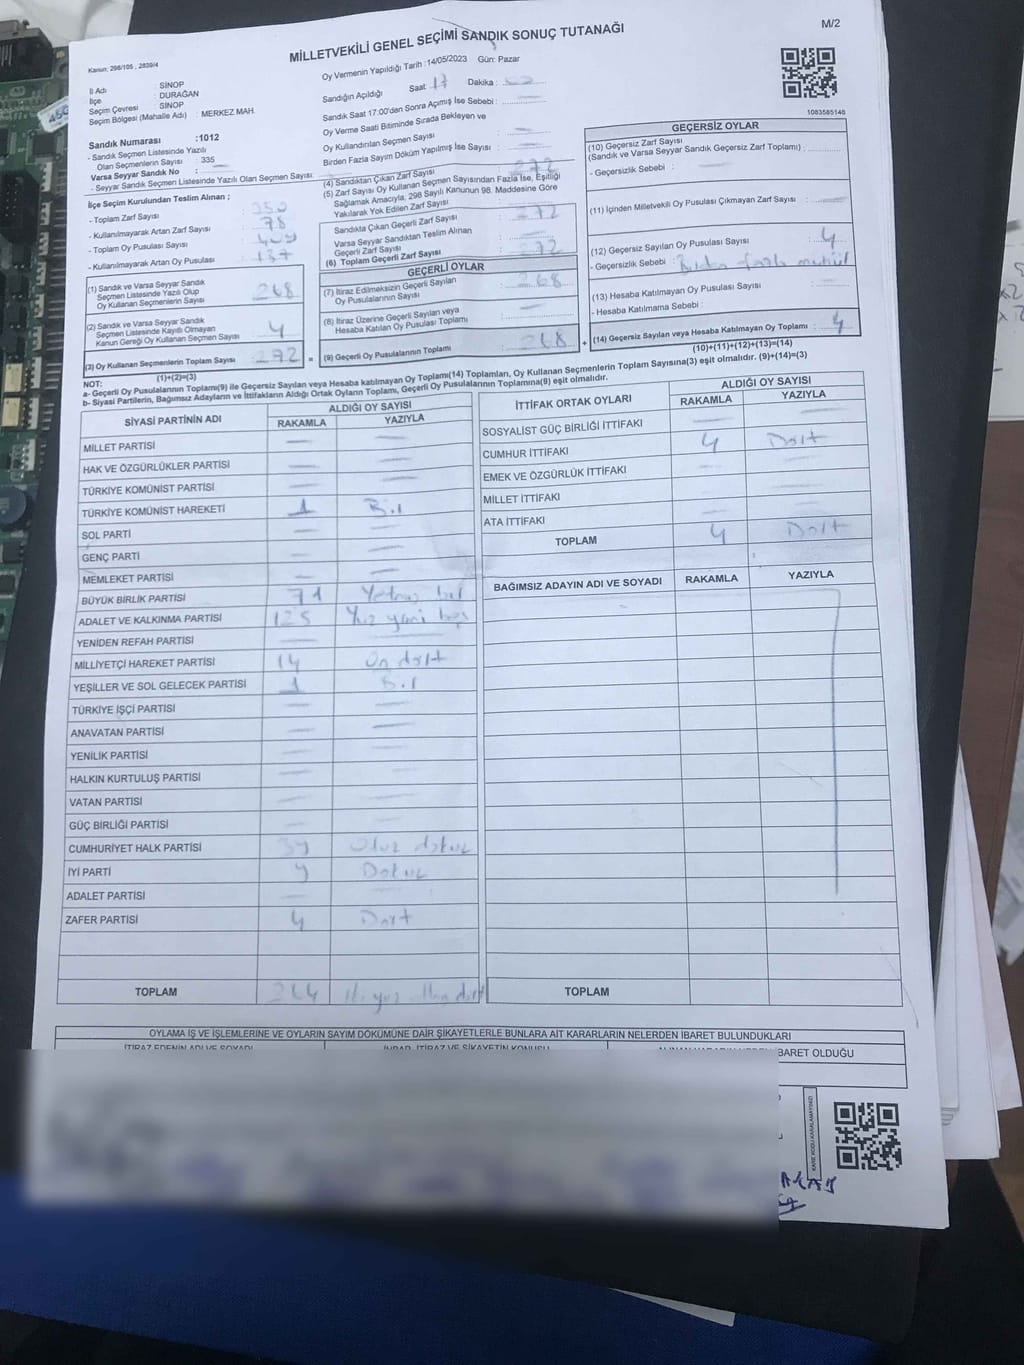 M/2
MİLLETVEKİLİ GENEL SEÇİMİ SANDIK SONUÇ TUTANAĞI
Kanun: 298/105 , 2839/4
Oy Vermenin Yapıldığı Tarih : 14/05/2023 Gün: Pazar
İl Adı : SİNOP
İlçe : DURAĞAN
Seçim Çevresi : SİNOP
Seçim Bölgesi (Mahalle Adı) : MERKEZ MAH.
Sandık Numarası :1012
- Sandık Seçmen Listesinde Yazılı
Olan Seçmenlerin Sayısı : 335
Varsa Seyyar Sandık No :
- Seyyar Sandık Seçmen Listesinde Yazılı Olan Seçmen Sayısı:
İlçe Seçim Kurulundan Teslim Alınan ;
- Toplam Zarf Sayısı : 350
- Kullanılmayarak Artan Zarf Sayısı : 78
- Toplam Oy Pusulası Sayısı : 409
- Kullanılmayarak Artan Oy Pusulası : 137
(1) Sandık ve Varsa Seyyar Sandık
Seçmen Listesinde Yazılı Olup
Oy Kullanan Seçmenlerin Sayısı : 268
(2) Sandık ve Varsa Seyyar Sandık
Seçmen Listesinde Kayıtlı Olmayan
Kanun Gereği Oy Kullanan Seçmen Sayısı : 4
(3) Oy Kullanan Seçmenlerin Toplam Sayısı : 272 =
(1)+(2)=(3)
Sandığın Açıldığı Saat : 17 Dakika :
Sandık Saat 17:00'den Sonra Açılmış İse Sebebi :
Oy Verme Saati Bitiminde Sırada Bekleyen ve
Oy Kullandırılan Seçmen Sayısı :
Birden Fazla Sayım Döküm Yapılmış İse Sayısı :
(4) Sandıktan Çıkan Zarf Sayısı : 272
(5) Zarf Sayısı Oy Kullanan Seçmen Sayısından Fazla İse, Eşitliği
Sağlamak Amacıyla, 298 Sayılı Kanunun 98. Maddesine Göre
Yakılarak Yok Edilen Zarf Sayısı :
Sandıkta Çıkan Geçerli Zarf Sayısı : 272
Varsa Seyyar Sandıktan Teslim Alınan
Geçerli Zarf Sayısı :
(6) Toplam Geçerli Zarf Sayısı : 272
GEÇERLİ OYLAR
(7) İtiraz Edilmeksizin Geçerli Sayılan
Oy Pusulalarının Sayısı : 268
(8) İtiraz Üzerine Geçerli Sayılan veya
Hesaba Katılan Oy Pusulası Toplamı :
(9) Geçerli Oy Pusulalarının Toplamı : 268 +
1083585148
GEÇERSİZ OYLAR
(10) Geçersiz Zarf Sayısı
(Sandık ve Varsa Seyyar Sandık Geçersiz Zarf Toplamı) :
- Geçersizlik Sebebi :
(11) İçinden Milletvekili Oy Pusulası Çıkmayan Zarf Sayısı :
(12) Geçersiz Sayılan Oy Pusulası Sayısı : 4
- Geçersizlik Sebebi : Birden fazla mühür
(13) Hesaba Katılmayan Oy Pusulası Sayısı :
- Hesaba Katılmama Sebebi :
(14) Geçersiz Sayılan veya Hesaba Katılmayan Oy Toplamı : 4
(10)+(11)+(12)+(13)=(14)
NOT:
a- Geçerli Oy Pusulalarının Toplamı(9) ile Geçersiz Sayılan veya Hesaba katılmayan Oy Toplamı(14) Toplamları, Oy Kullanan Seçmenlerin Toplam Sayısına(3) eşit olmalıdır. (9)+(14)=(3)
b- Siyasi Partilerin, Bağımsız Adayların ve İttifakların Aldığı Ortak Oyların Toplamı, Geçerli Oy Pusulalarının Toplamına(9) eşit olmalıdır.
SİYASİ PARTİNİN ADI ALDIĞI OY SAYISI
RAKAMLA YAZIYLA
MİLLET PARTİSİ
HAK VE ÖZGÜRLÜKLER PARTİSİ
TÜRKİYE KOMÜNİST PARTİSİ
TÜRKİYE KOMÜNİST HAREKETİ 1 Bir
SOL PARTİ
GENÇ PARTİ
MEMLEKET PARTİSİ
BÜYÜK BİRLİK PARTİSİ 71 Yetmiş bir
ADALET VE KALKINMA PARTİSİ 125 Yüz yirmi beş
YENİDEN REFAH PARTİSİ
MİLLİYETÇİ HAREKET PARTİSİ 14 On dört
YEŞİLLER VE SOL GELECEK PARTİSİ 1 Bir
TÜRKİYE İŞÇİ PARTİSİ
ANAVATAN PARTİSİ
YENİLİK PARTİSİ
HALKIN KURTULUŞ PARTİSİ
VATAN PARTİSİ
GÜÇ BİRLİĞİ PARTİSİ
CUMHURİYET HALK PARTİSİ 39 Otuz dokuz
İYİ PARTİ 9 Dokuz
ADALET PARTİSİ
ZAFER PARTİSİ 4 Dört
TOPLAM 264 İki yüz altmış dört
İTTİFAK ORTAK OYLARI ALDIĞI OY SAYISI
RAKAMLA YAZIYLA
SOSYALİST GÜÇ BİRLİĞİ İTTİFAKI
CUMHUR İTTİFAKI 4 Dört
EMEK VE ÖZGÜRLÜK İTTİFAKI
MİLLET İTTİFAKI
ATA İTTİFAKI
TOPLAM 4 Dört
BAĞIMSIZ ADAYIN ADI VE SOYADI RAKAMLA YAZIYLA
TOPLAM
OYLAMA İŞ VE İŞLEMLERİNE VE OYLARIN SAYIM DÖKÜMÜNE DAİR ŞİKAYETLERLE BUNLARA AİT KARARLARIN NELERDEN İBARET BULUNDUKLARI
İTİRAZ EDENİN ADI VE SOYADI
BARET OLDUĞU